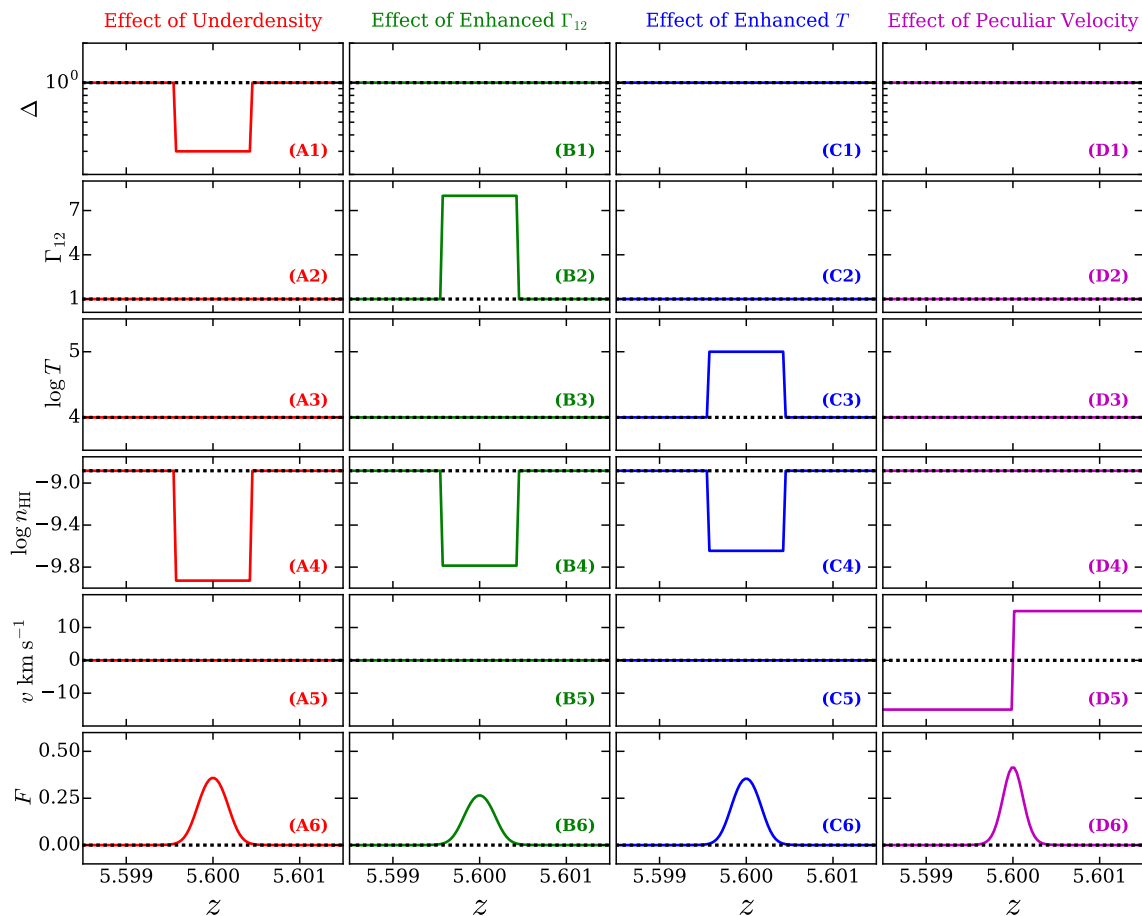 Effect of Underdensity
Effect of Enhanced Γ₁₂
Effect of Enhanced T
Effect of Peculiar Velocity
Δ
10⁰
(A1)
(B1)
(C1)
(D1)
Γ₁₂
7
4
1
(A2)
(B2)
(C2)
(D2)
log T
5
4
(A3)
(B3)
(C3)
(D3)
log n_HI
−9.0
−9.4
−9.8
(A4)
(B4)
(C4)
(D4)
v km s⁻¹
10
0
−10
(A5)
(B5)
(C5)
(D5)
F
0.50
0.25
0.00
(A6)
(B6)
(C6)
(D6)
5.599 5.600 5.601
5.599 5.600 5.601
5.599 5.600 5.601
5.599 5.600 5.601
z
z
z
z